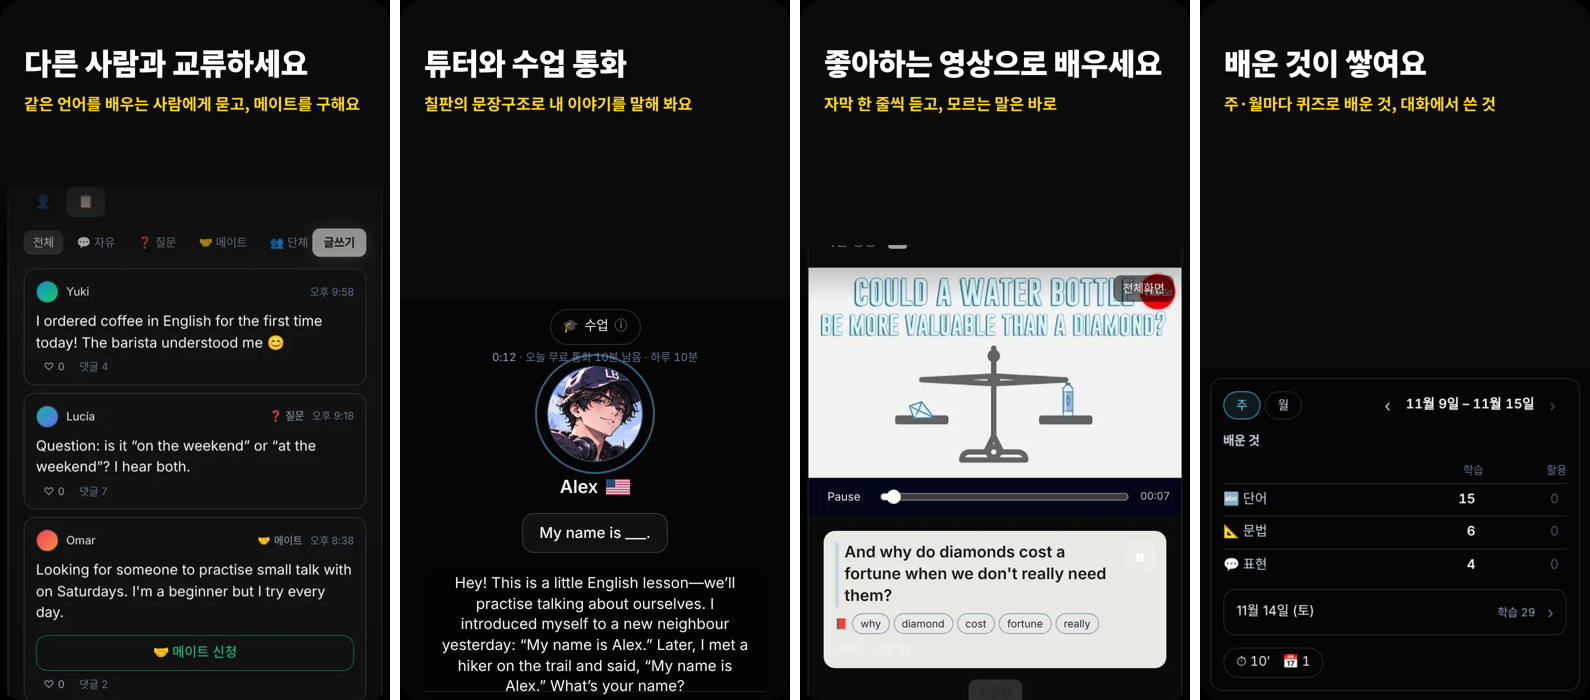 다른 사람과 교류하세요
같은 언어를 배우는 사람에게 묻고, 메이트를 구해요
전체
💬 자유
❓ 질문
🤝 메이트
👥 단체
글쓰기
Yuki
오후 9:58
I ordered coffee in English for the first time
today! The barista understood me 😊
♡ 0 댓글 4
Lucía
❓ 질문 오후 9:18
Question: is it “on the weekend” or “at the
weekend”? I hear both.
♡ 0 댓글 7
Omar
🤝 메이트 오후 8:38
Looking for someone to practise small talk with
on Saturdays. I'm a beginner but I try every
day.
🤝 메이트 신청
♡ 0 댓글 2
튜터와 수업 통화
칠판의 문장구조로 내 이야기를 말해 봐요
🎓 수업 ⓘ
0:12 · 오늘 무료 통화 10분 남음 · 하루 10분
LB
Alex 🇺🇸
My name is ___.
Hey! This is a little English lesson—we’ll
practise talking about ourselves. I
introduced myself to a new neighbour
yesterday: “My name is Alex.” Later, I met a
hiker on the trail and said, “My name is
Alex.” What’s your name?
좋아하는 영상으로 배우세요
자막 한 줄씩 듣고, 모르는 말은 바로
COULD A WATER BOTTLE
전체화면
BE MORE VALUABLE THAN A DIAMOND?
Pause
00:07
And why do diamonds cost a
fortune when we don't really need
them?
why
diamond
cost
fortune
really
배운 것이 쌓여요
주·월마다 퀴즈로 배운 것, 대화에서 쓴 것
주
월
‹ 11월 9일 – 11월 15일 ›
배운 것
학습 활용
🔤 단어 15 0
📐 문법 6 0
💬 표현 4 0
11월 14일 (토) 학습 29 ›
⏱ 10′ 📅 1